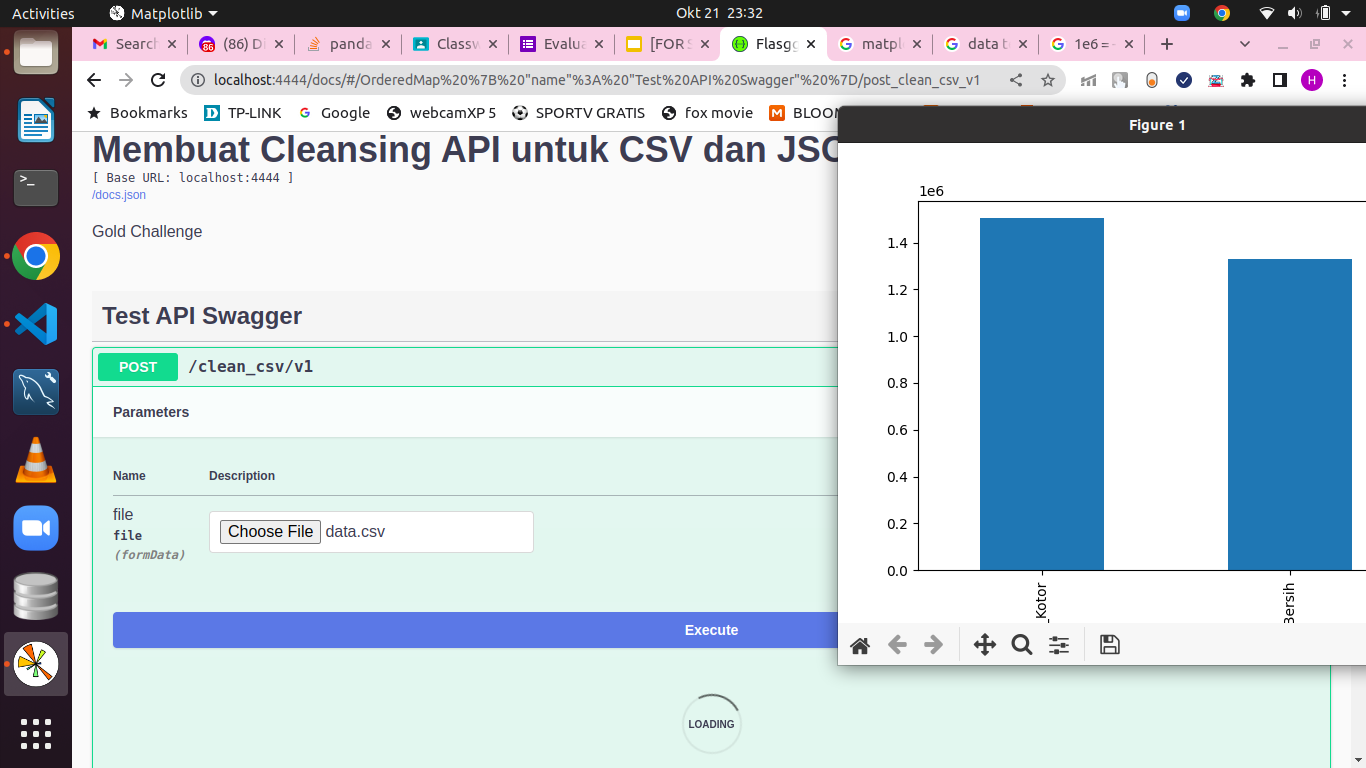 Activities
Matplotlib
Okt 21 23:32
Search
(86) Di
panda
Classw
Evalua
[FOR S
Flasgg
matpl
data t
1e6 =
localhost:4444/docs/#/OrderedMap%20%7B%20"name"%3A%20"Test%20API%20Swagger"%20%7D/post_clean_csv_v1
H
Bookmarks
TP-LINK
Google
webcamXP 5
SPORTV GRATIS
fox movie
BLOOM
Figure 1
Membuat Cleansing API untuk CSV dan JSO
[ Base URL: localhost:4444 ]
/docs.json
Gold Challenge
Test API Swagger
POST /clean_csv/v1
Parameters
Name Description
file
file
(formData)
Choose File data.csv
Execute
LOADING
1e6
1.4
1.2
1.0
0.8
0.6
0.4
0.2
0.0
_Kotor
Bersih